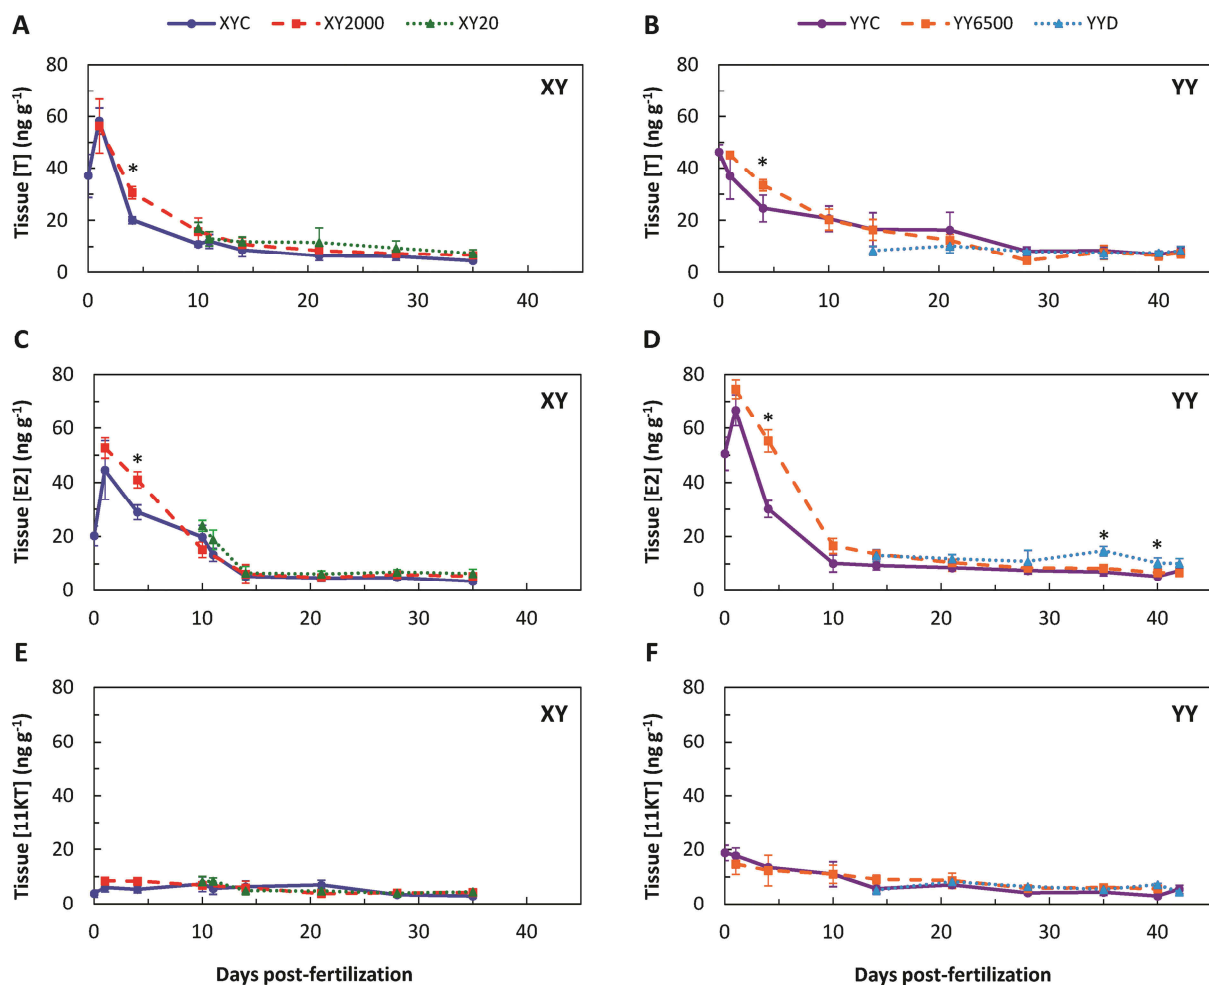 A XYC XY2000 XY20
B YYC YY6500 YYD
80
60
40
20
0
Tissue [T] (ng g-1)
XY
*
0 10 20 30 40
80
60
40
20
0
Tissue [T] (ng g-1)
YY
*
0 10 20 30 40
C
80
60
40
20
0
Tissue [E2] (ng g-1)
XY
*
0 10 20 30 40
D
80
60
40
20
0
Tissue [E2] (ng g-1)
YY
*
* *
0 10 20 30 40
E
80
60
40
20
0
Tissue [11KT] (ng g-1)
XY
0 10 20 30 40
Days post-fertilization
F
80
60
40
20
0
Tissue [11KT] (ng g-1)
YY
0 10 20 30 40
Days post-fertilization